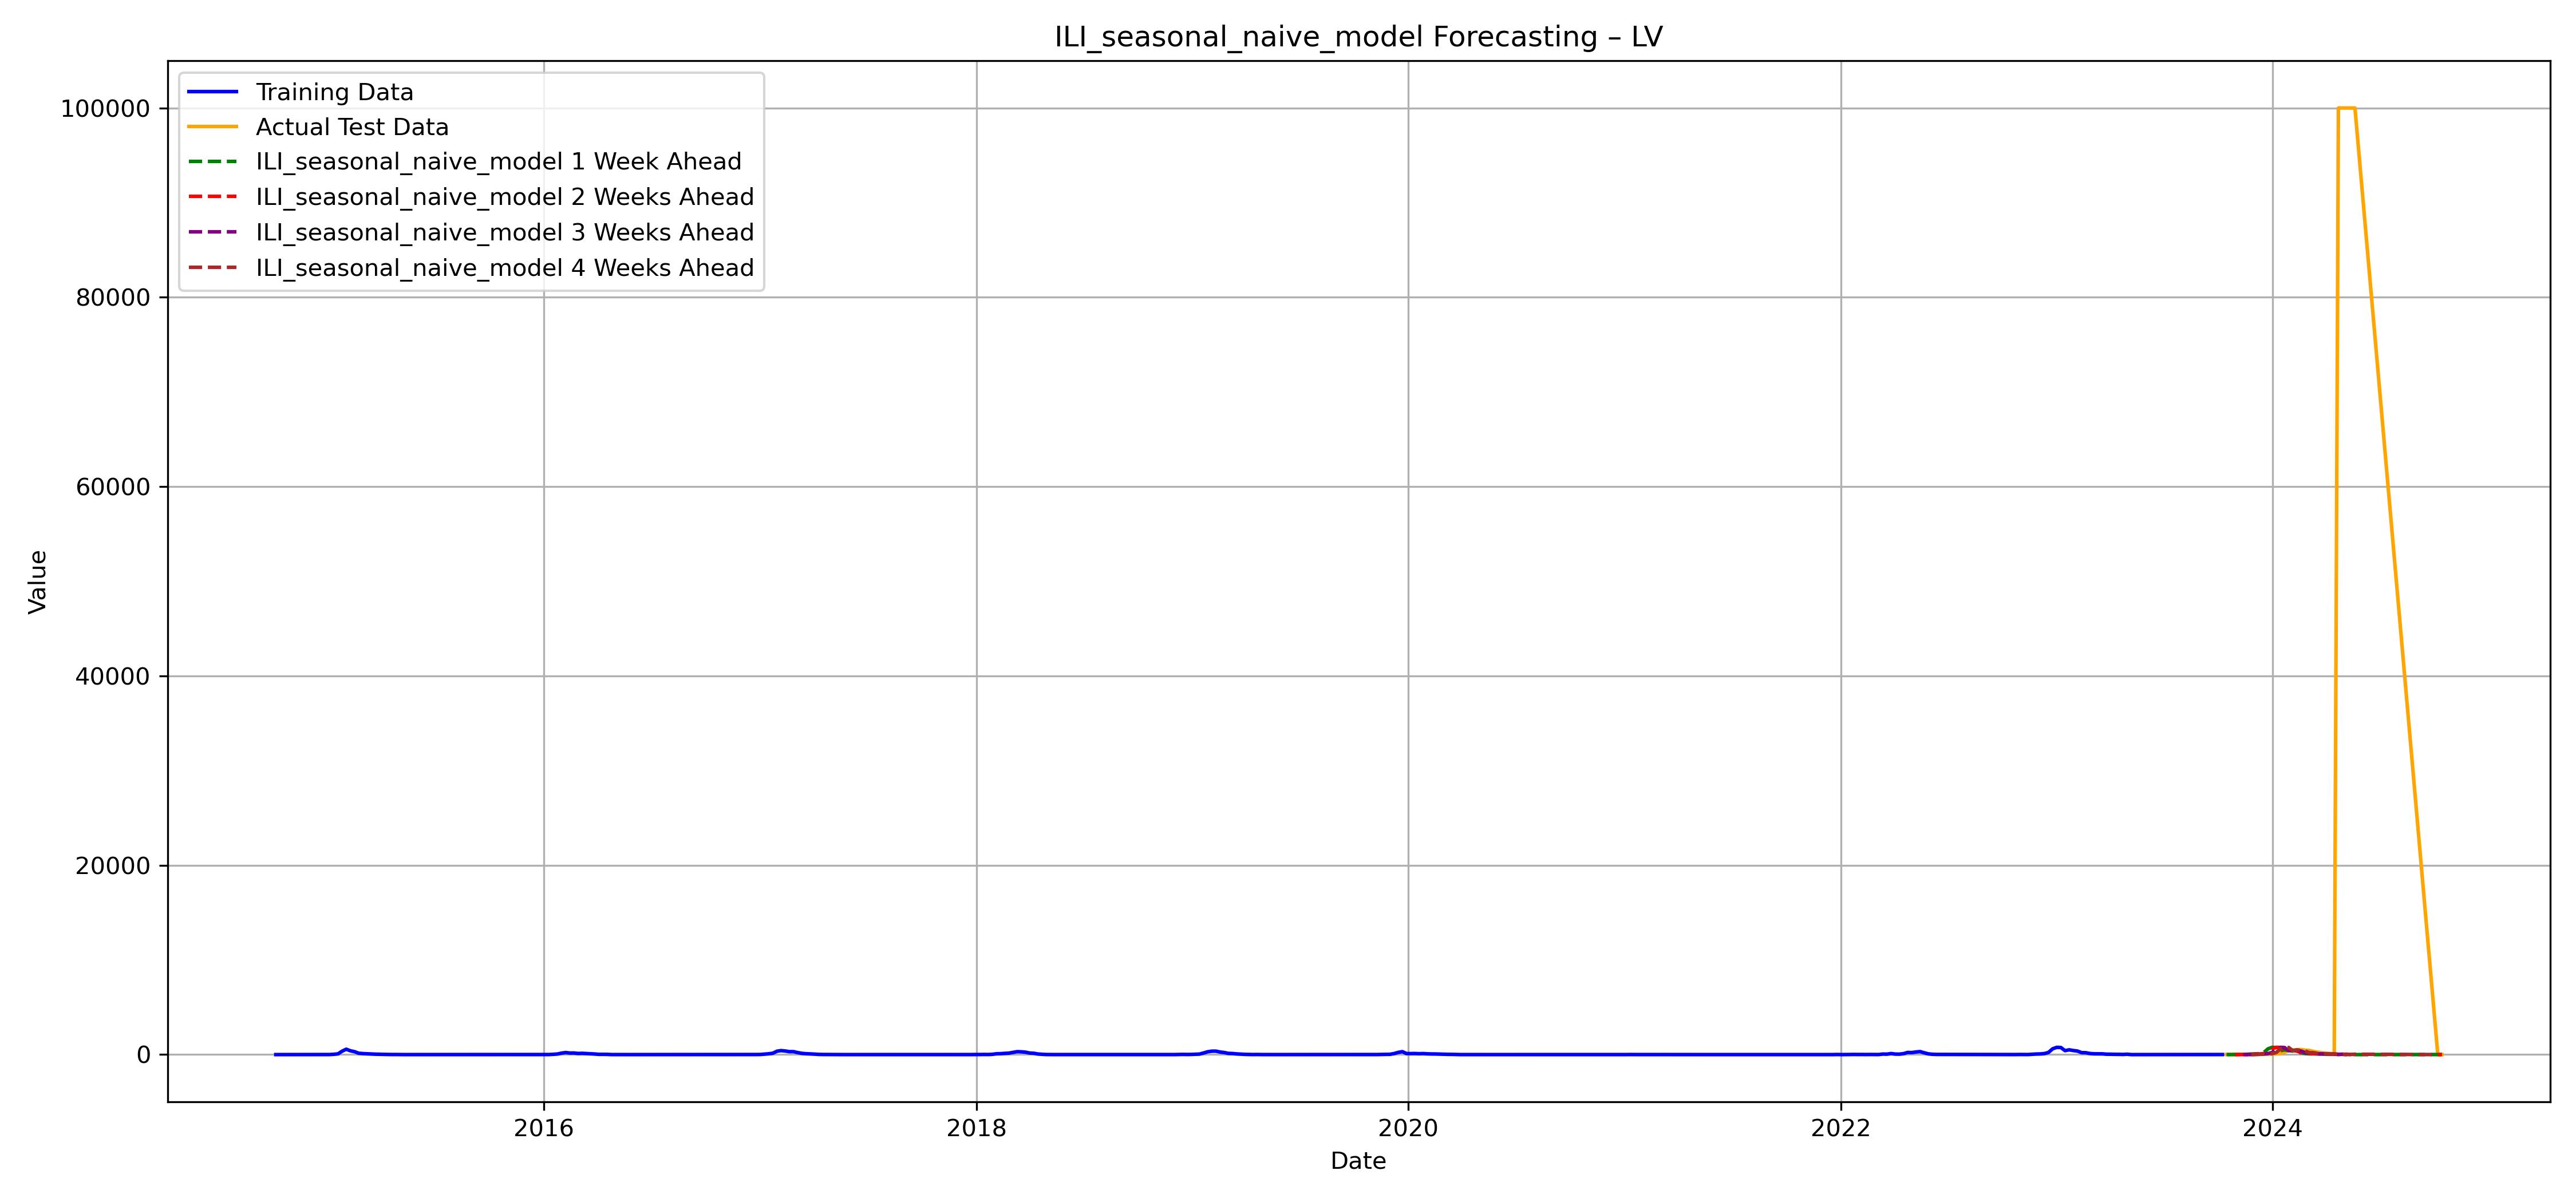 ILI_seasonal_naive_model Forecasting – LV
Training Data
Actual Test Data
ILI_seasonal_naive_model 1 Week Ahead
ILI_seasonal_naive_model 2 Weeks Ahead
ILI_seasonal_naive_model 3 Weeks Ahead
ILI_seasonal_naive_model 4 Weeks Ahead
100000
80000
60000
40000
20000
0
Value
2016
2018
2020
2022
2024
Date